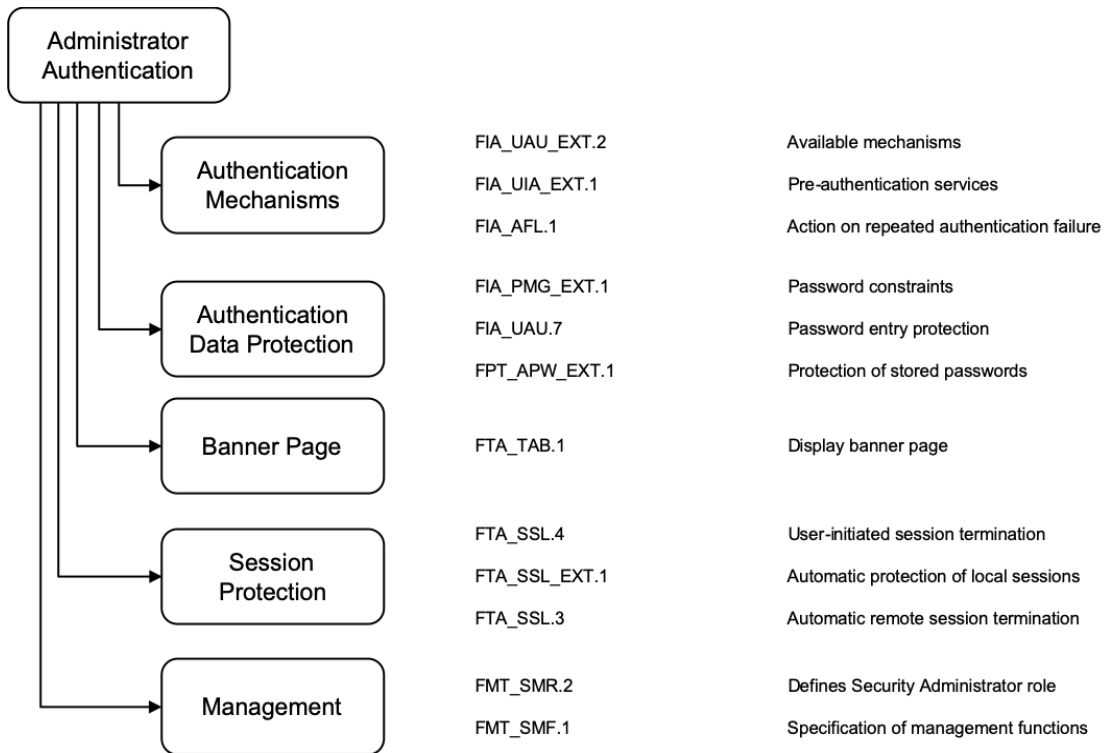 Administrator
Authentication
Authentication
Mechanisms
FIA_UAU_EXT.2 Available mechanisms
FIA_UIA_EXT.1 Pre-authentication services
FIA_AFL.1 Action on repeated authentication failure
Authentication
Data Protection
FIA_PMG_EXT.1 Password constraints
FIA_UAU.7 Password entry protection
FPT_APW_EXT.1 Protection of stored passwords
Banner Page
FTA_TAB.1 Display banner page
Session
Protection
FTA_SSL.4 User-initiated session termination
FTA_SSL_EXT.1 Automatic protection of local sessions
FTA_SSL.3 Automatic remote session termination
Management
FMT_SMR.2 Defines Security Administrator role
FMT_SMF.1 Specification of management functions